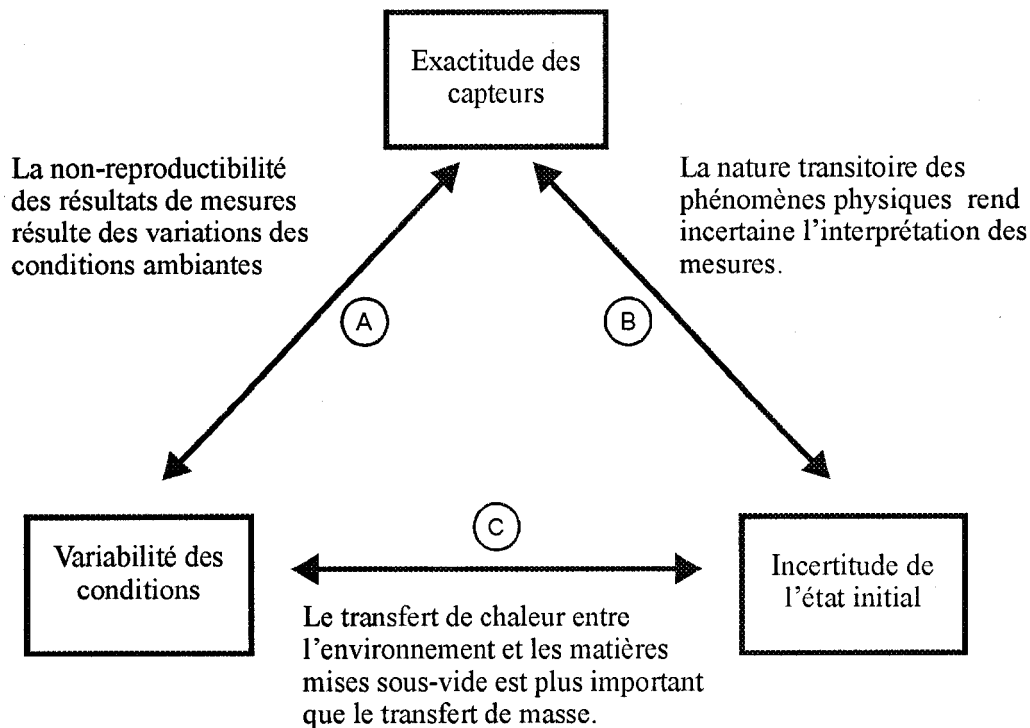 Exactitude des
capteurs
La non-reproductibilité
des résultats de mesures
résulte des variations des
conditions ambiantes
La nature transitoire des
phénomènes physiques rend
incertaine l’interprétation des
mesures.
A
B
C
Variabilité des
conditions
Incertitude de
l’état initial
Le transfert de chaleur entre
l’environnement et les matières
mises sous-vide est plus important
que le transfert de masse.